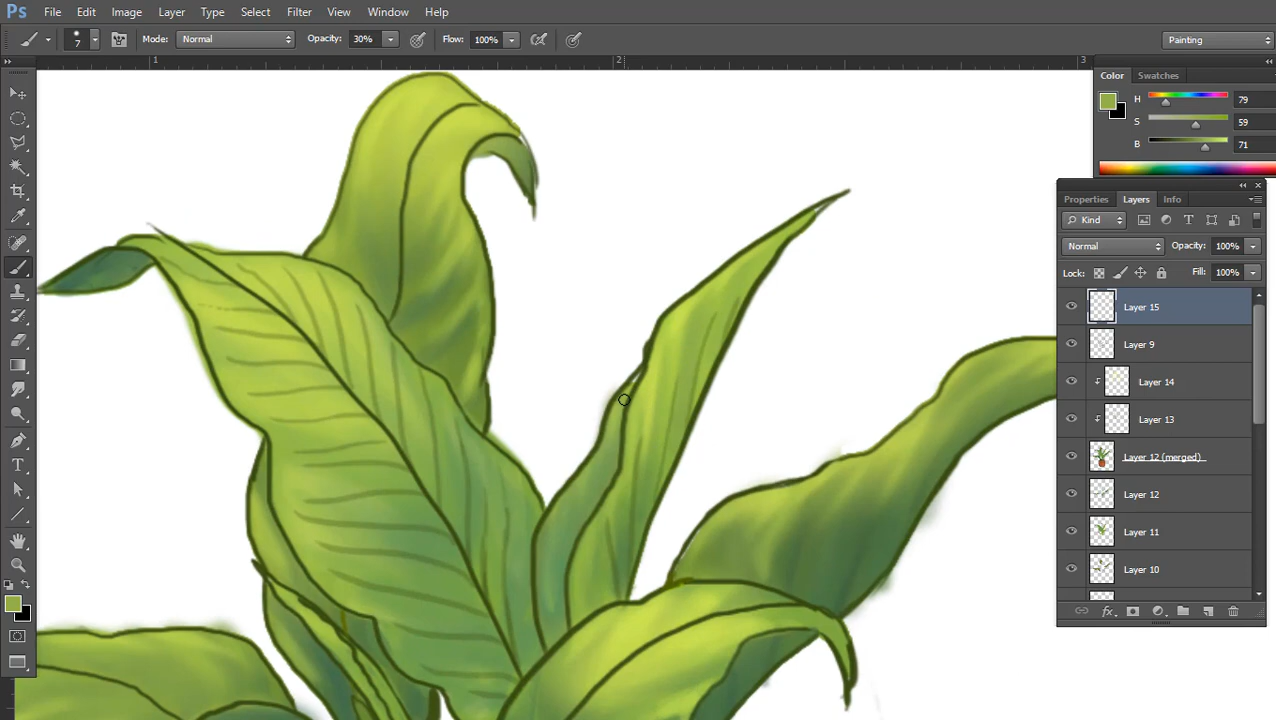 Ps File Edit Image Layer Type Select Filter View Window Help
7 Mode: Normal Opacity: 30% Flow: 100% Painting
1 2 3
Color Swatches
H 79
S 59
B 71
Properties Layers Info
Kind T
Normal Opacity: 100%
Lock: Fill: 100%
Layer 15
Layer 9
Layer 14
Layer 13
Layer 12 (merged)
Layer 12
Layer 11
Layer 10
T
fx